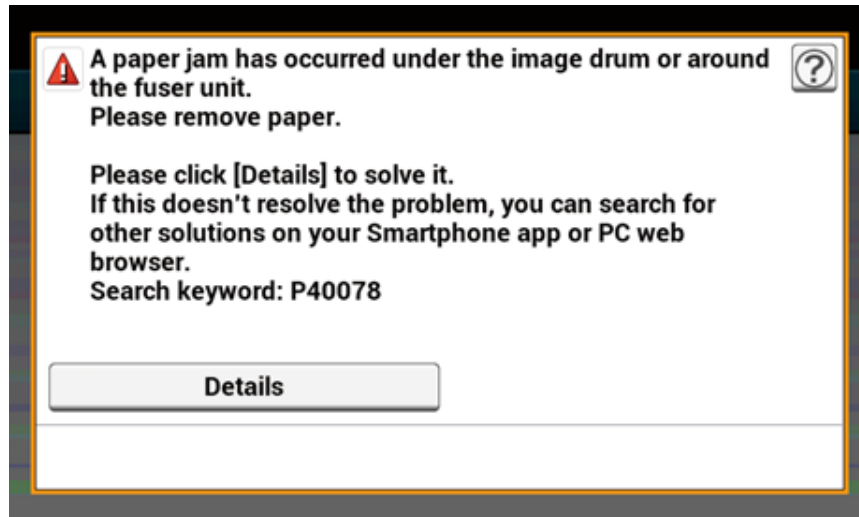 A paper jam has occurred under the image drum or around
the fuser unit.
Please remove paper.
Please click [Details] to solve it.
If this doesn't resolve the problem, you can search for
other solutions on your Smartphone app or PC web
browser.
Search keyword: P40078
Details